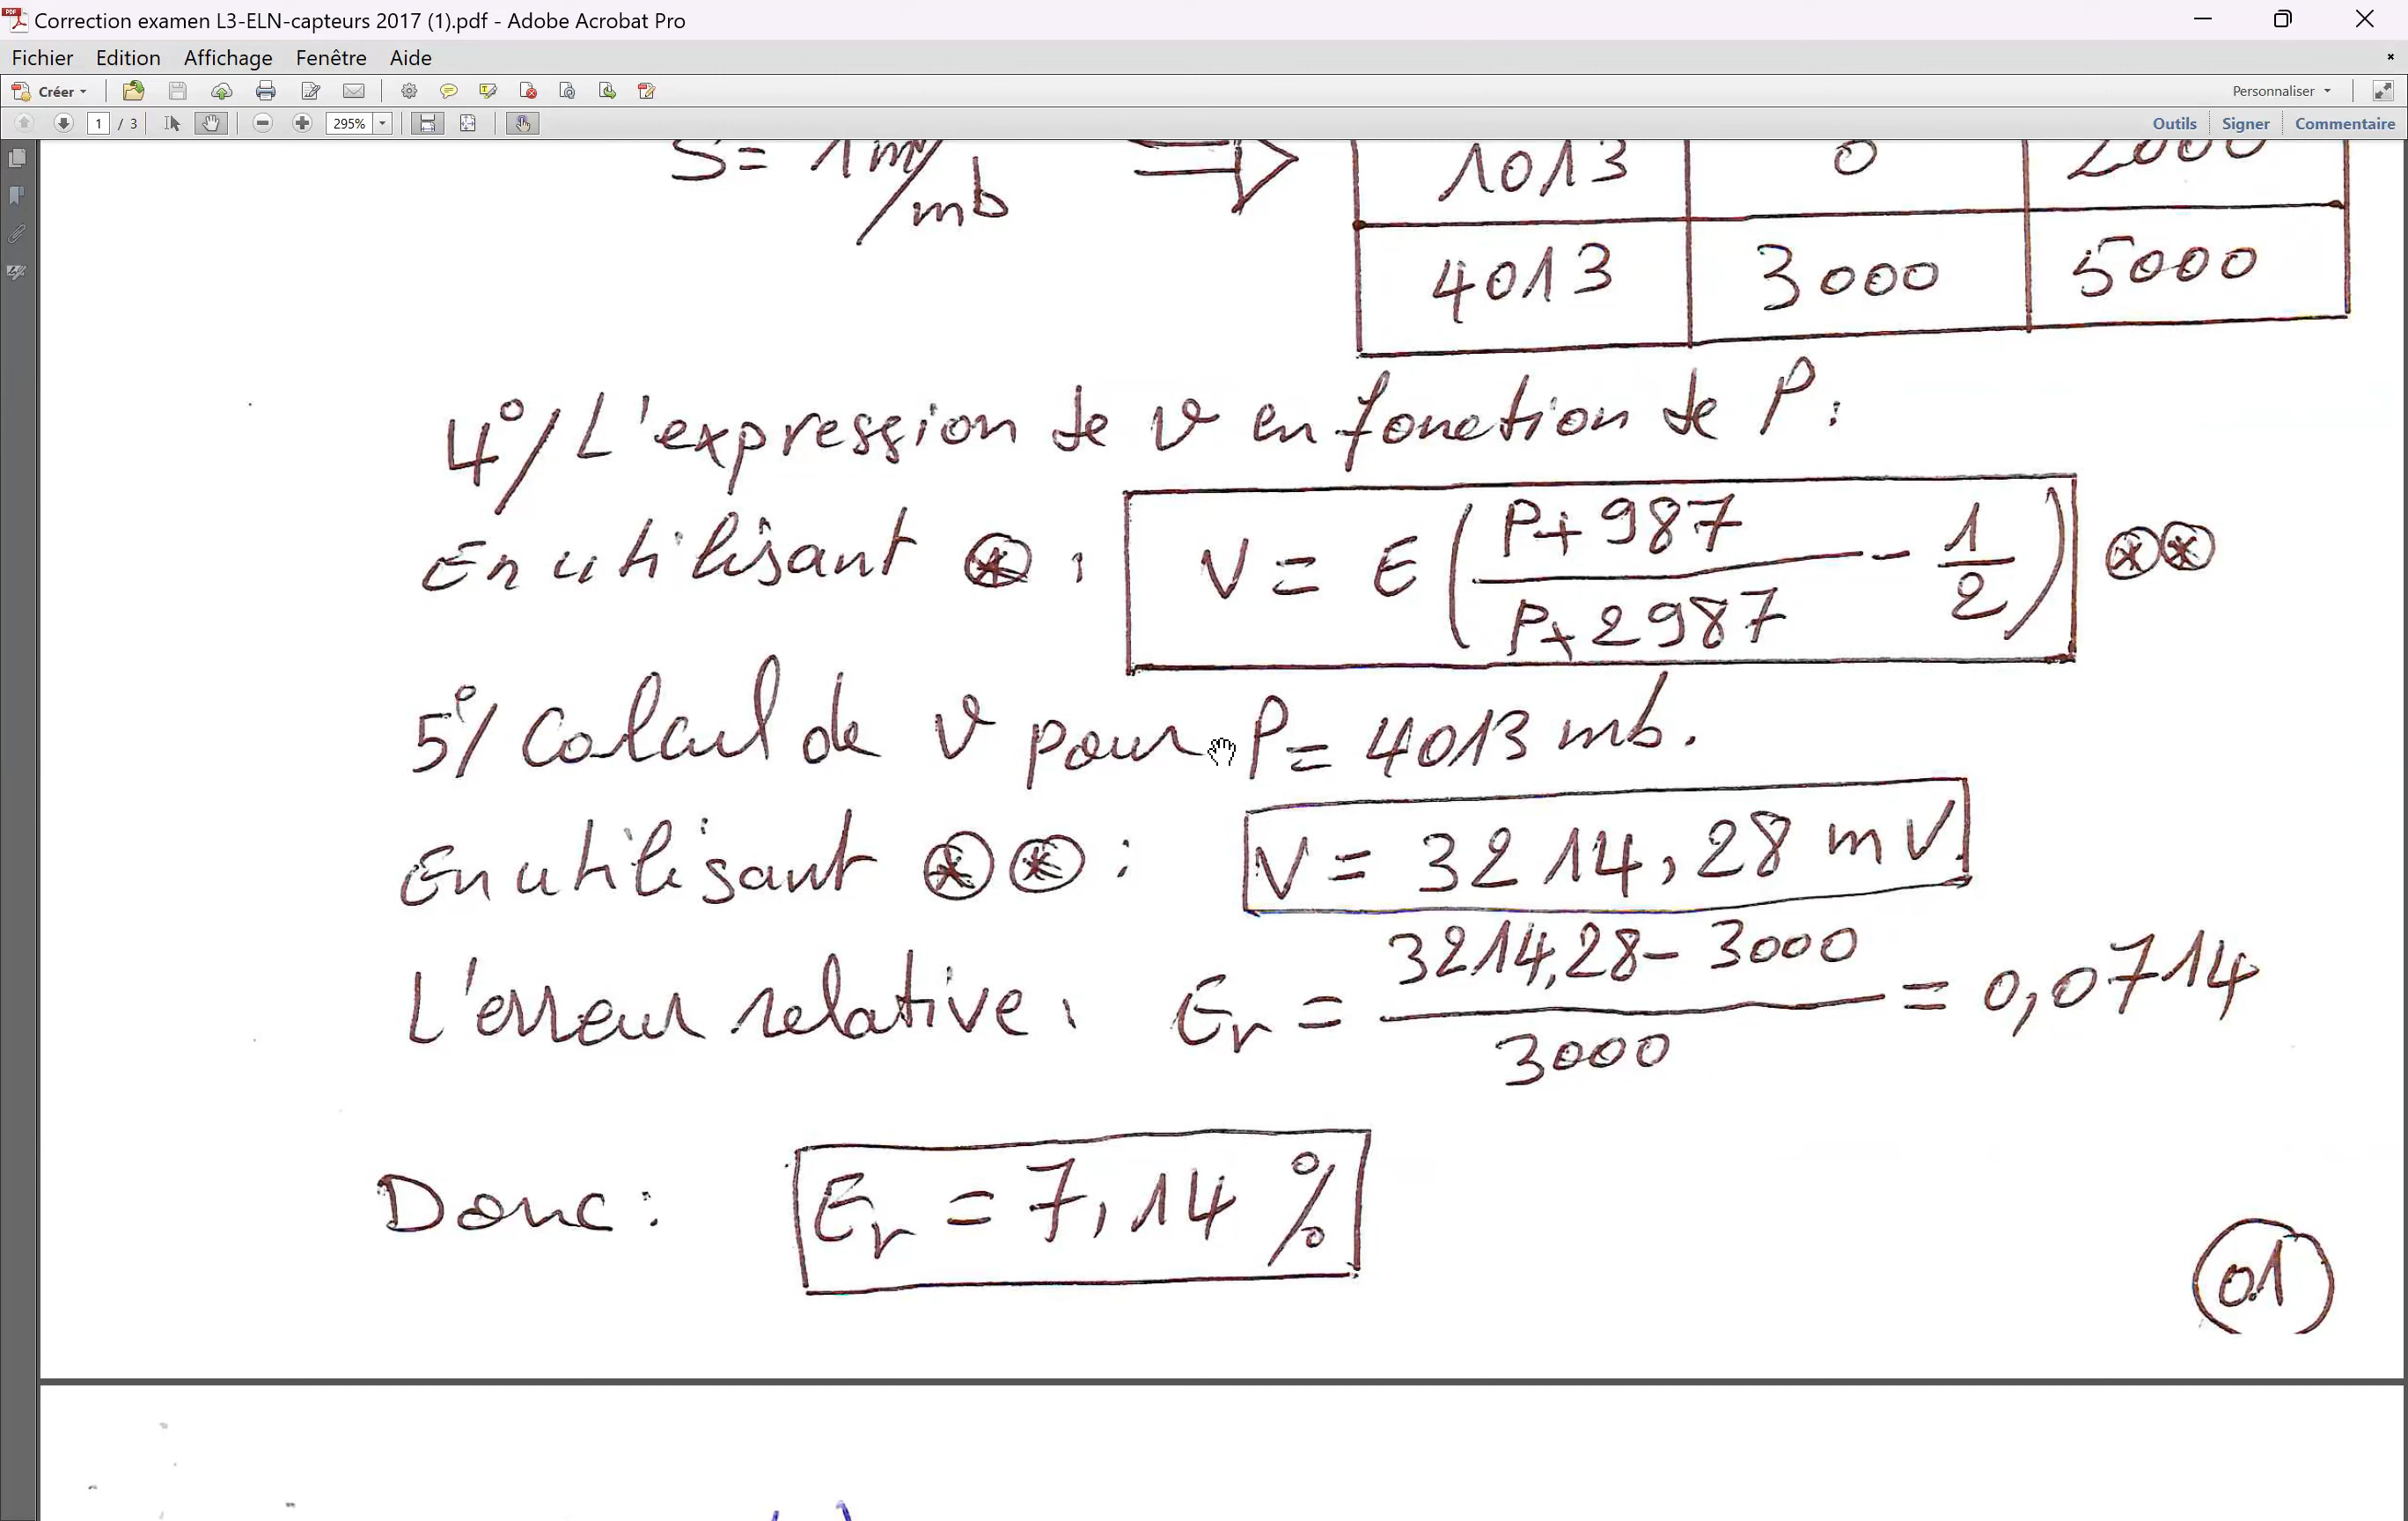 Correction examen L3-ELN-capteurs 2017 (1).pdf - Adobe Acrobat Pro
Fichier Edition Affichage Fenêtre Aide
Créer Personnaliser
1 / 3 295% Outils Signer Commentaire
S = 1 mV/mb ⇒ 1013 0 2000
4013 3000 5000
4°/ L'expression de v en fonction de P :
En utilisant ⊛ : V = E ( (P+987)/(P+2987) - 1/2 ) ⊛⊛
5°/ Calcul de v pour P = 4013 mb.
En utilisant ⊛⊛ : V = 3214,28 mV.
L'erreur relative : Er = (3214,28 - 3000)/3000 = 0,0714
Donc : Er = 7,14 %
01